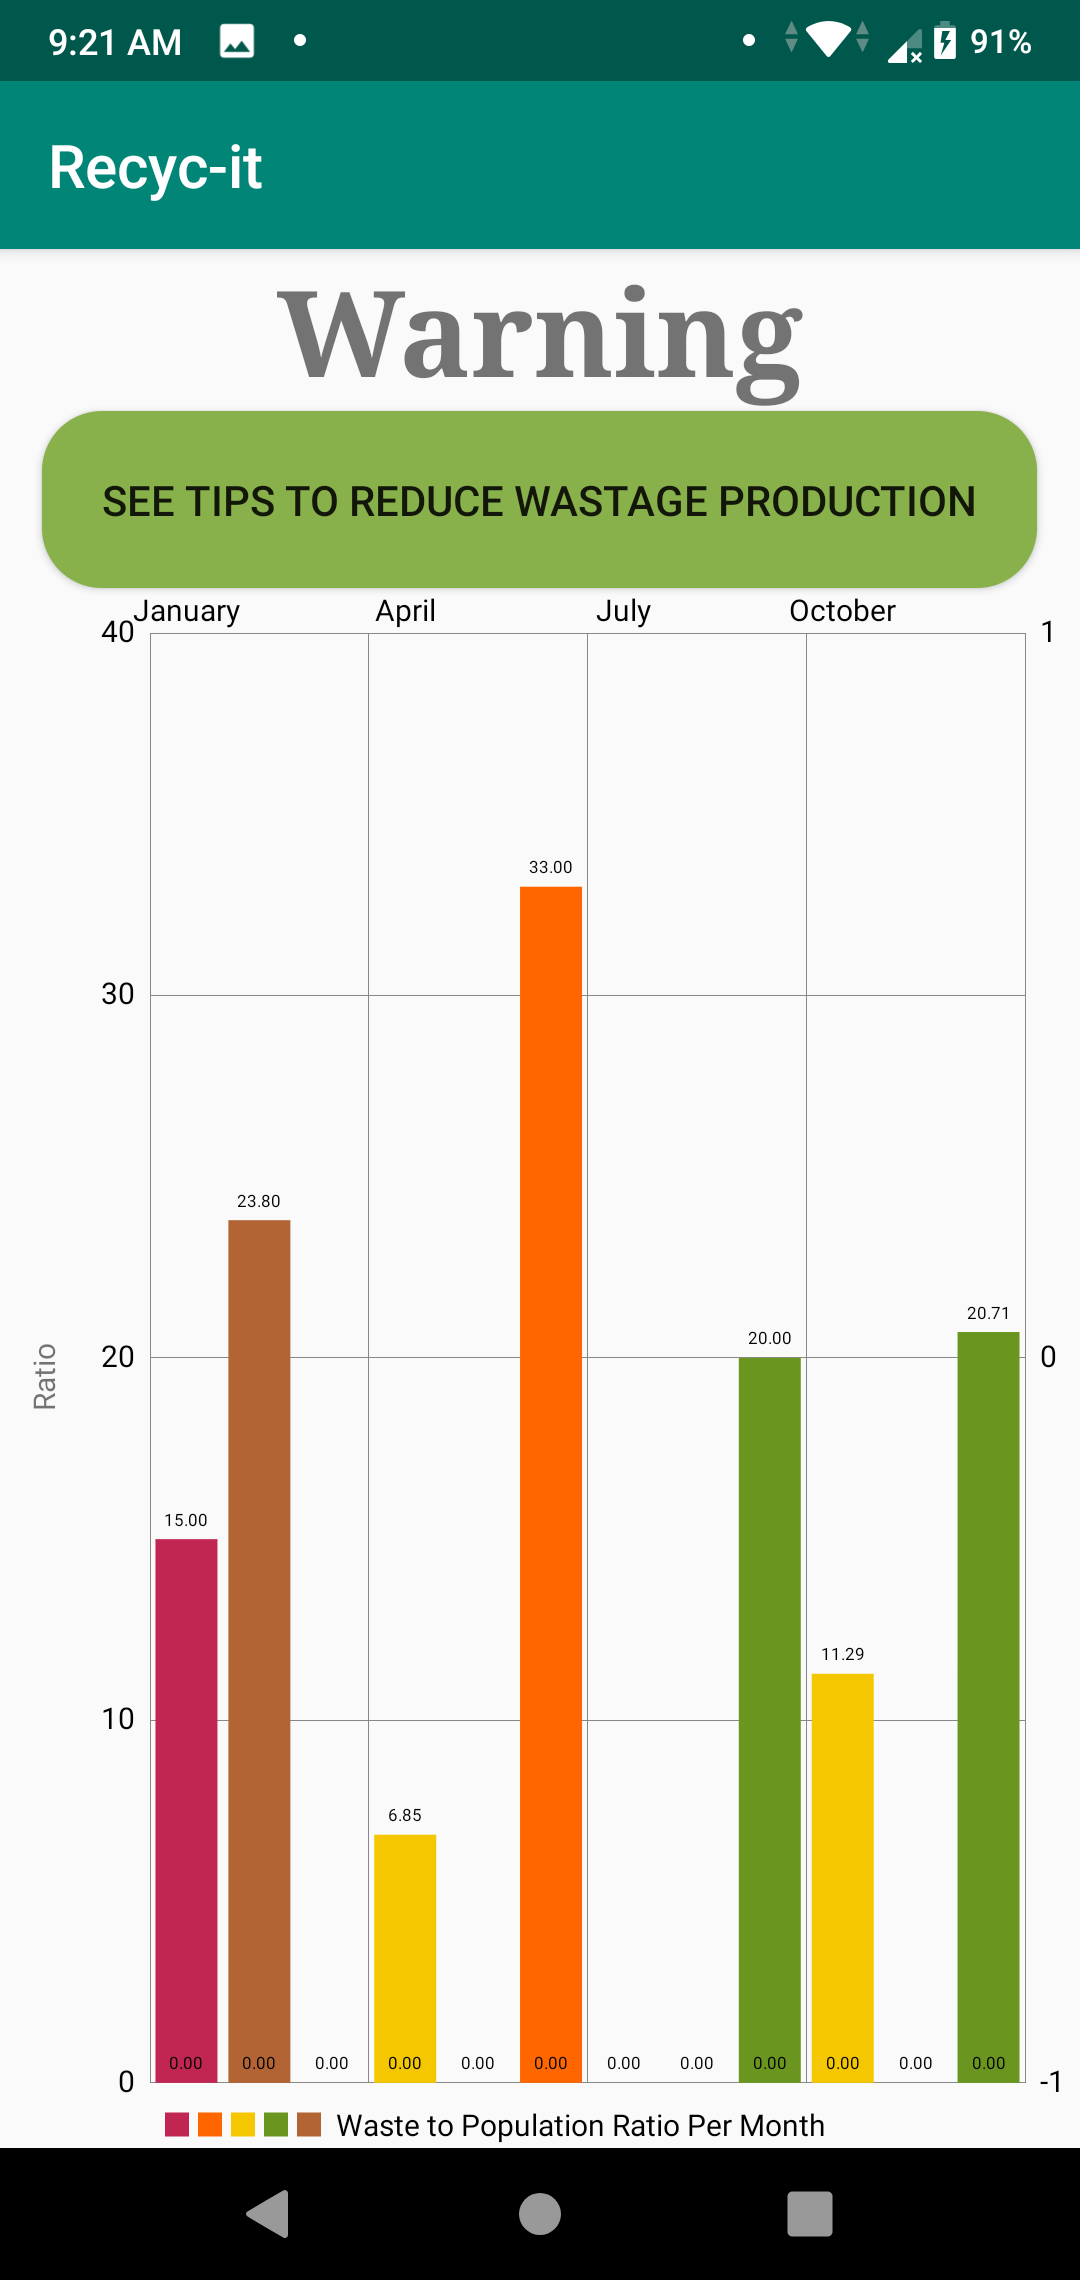 9:21 AM 91%
Recyc-it
Warning
SEE TIPS TO REDUCE WASTAGE PRODUCTION
January April July October
40 1
33.00
30
23.80
20.71
20.00
20 0
Ratio
15.00
11.29
10
6.85
0.00 0.00 0.00 0.00 0.00 0.00 0.00 0.00 0.00 0.00 0.00 0.00
0 -1
Waste to Population Ratio Per Month